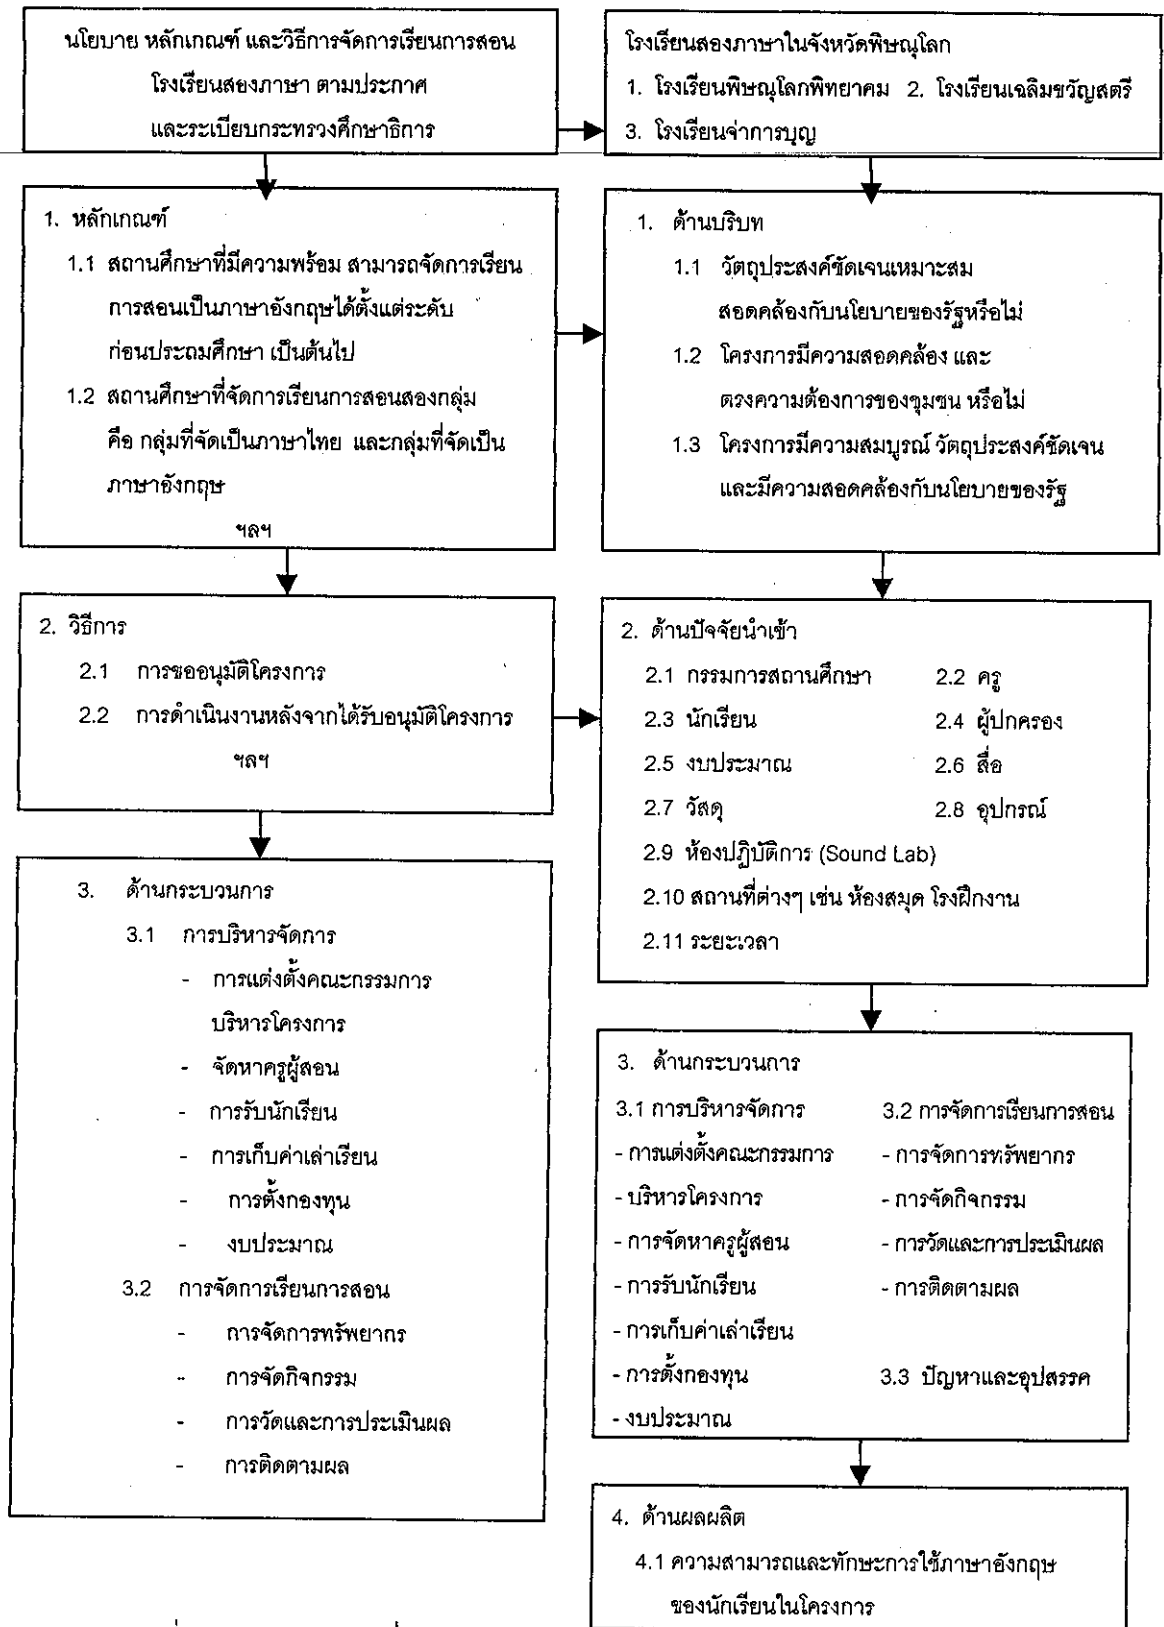 นโยบาย หลักเกณฑ์ และวิธีการจัดการเรียนการสอน
โรงเรียนสองภาษา ตามประกาศ
และระเบียบกระทรวงศึกษาธิการ
โรงเรียนสองภาษาในจังหวัดพิษณุโลก
1. โรงเรียนพิษณุโลกพิทยาคม 2. โรงเรียนเฉลิมขวัญสตรี
3. โรงเรียนจ่าการบุญ
1. หลักเกณฑ์
1.1 สถานศึกษาที่มีความพร้อม สามารถจัดการเรียน
การสอนเป็นภาษาอังกฤษได้ตั้งแต่ระดับ
ก่อนประถมศึกษา เป็นต้นไป
1.2 สถานศึกษาที่จัดการเรียนการสอนสองกลุ่ม
คือ กลุ่มที่จัดเป็นภาษาไทย และกลุ่มที่จัดเป็น
ภาษาอังกฤษ
ฯลฯ
1. ด้านบริบท
1.1 วัตถุประสงค์ชัดเจนเหมาะสม
สอดคล้องกับนโยบายของรัฐหรือไม่
1.2 โครงการมีความสอดคล้อง และ
ตรงความต้องการของชุมชน หรือไม่
1.3 โครงการมีความสมบูรณ์ วัตถุประสงค์ชัดเจน
และมีความสอดคล้องกับนโยบายของรัฐ
2. วิธีการ
2.1 การขออนุมัติโครงการ
2.2 การดำเนินงานหลังจากได้รับอนุมัติโครงการ
ฯลฯ
2. ด้านปัจจัยนำเข้า
2.1 กรรมการสถานศึกษา 2.2 ครู
2.3 นักเรียน 2.4 ผู้ปกครอง
2.5 งบประมาณ 2.6 สื่อ
2.7 วัสดุ 2.8 อุปกรณ์
2.9 ห้องปฏิบัติการ (Sound Lab)
2.10 สถานที่ต่างๆ เช่น ห้องสมุด โรงฝึกงาน
2.11 ระยะเวลา
3. ด้านกระบวนการ
3.1 การบริหารจัดการ
- การแต่งตั้งคณะกรรมการ
บริหารโครงการ
- จัดหาครูผู้สอน
- การรับนักเรียน
- การเก็บค่าเล่าเรียน
- การตั้งกองทุน
- งบประมาณ
3.2 การจัดการเรียนการสอน
- การจัดการทรัพยากร
- การจัดกิจกรรม
- การวัดและการประเมินผล
- การติดตามผล
3. ด้านกระบวนการ
3.1 การบริหารจัดการ 3.2 การจัดการเรียนการสอน
- การแต่งตั้งคณะกรรมการ - การจัดการทรัพยากร
- บริหารโครงการ - การจัดกิจกรรม
- การจัดหาครูผู้สอน - การวัดและการประเมินผล
- การรับนักเรียน - การติดตามผล
- การเก็บค่าเล่าเรียน
- การตั้งกองทุน 3.3 ปัญหาและอุปสรรค
- งบประมาณ
4. ด้านผลผลิต
4.1 ความสามารถและทักษะการใช้ภาษาอังกฤษ
ของนักเรียนในโครงการ